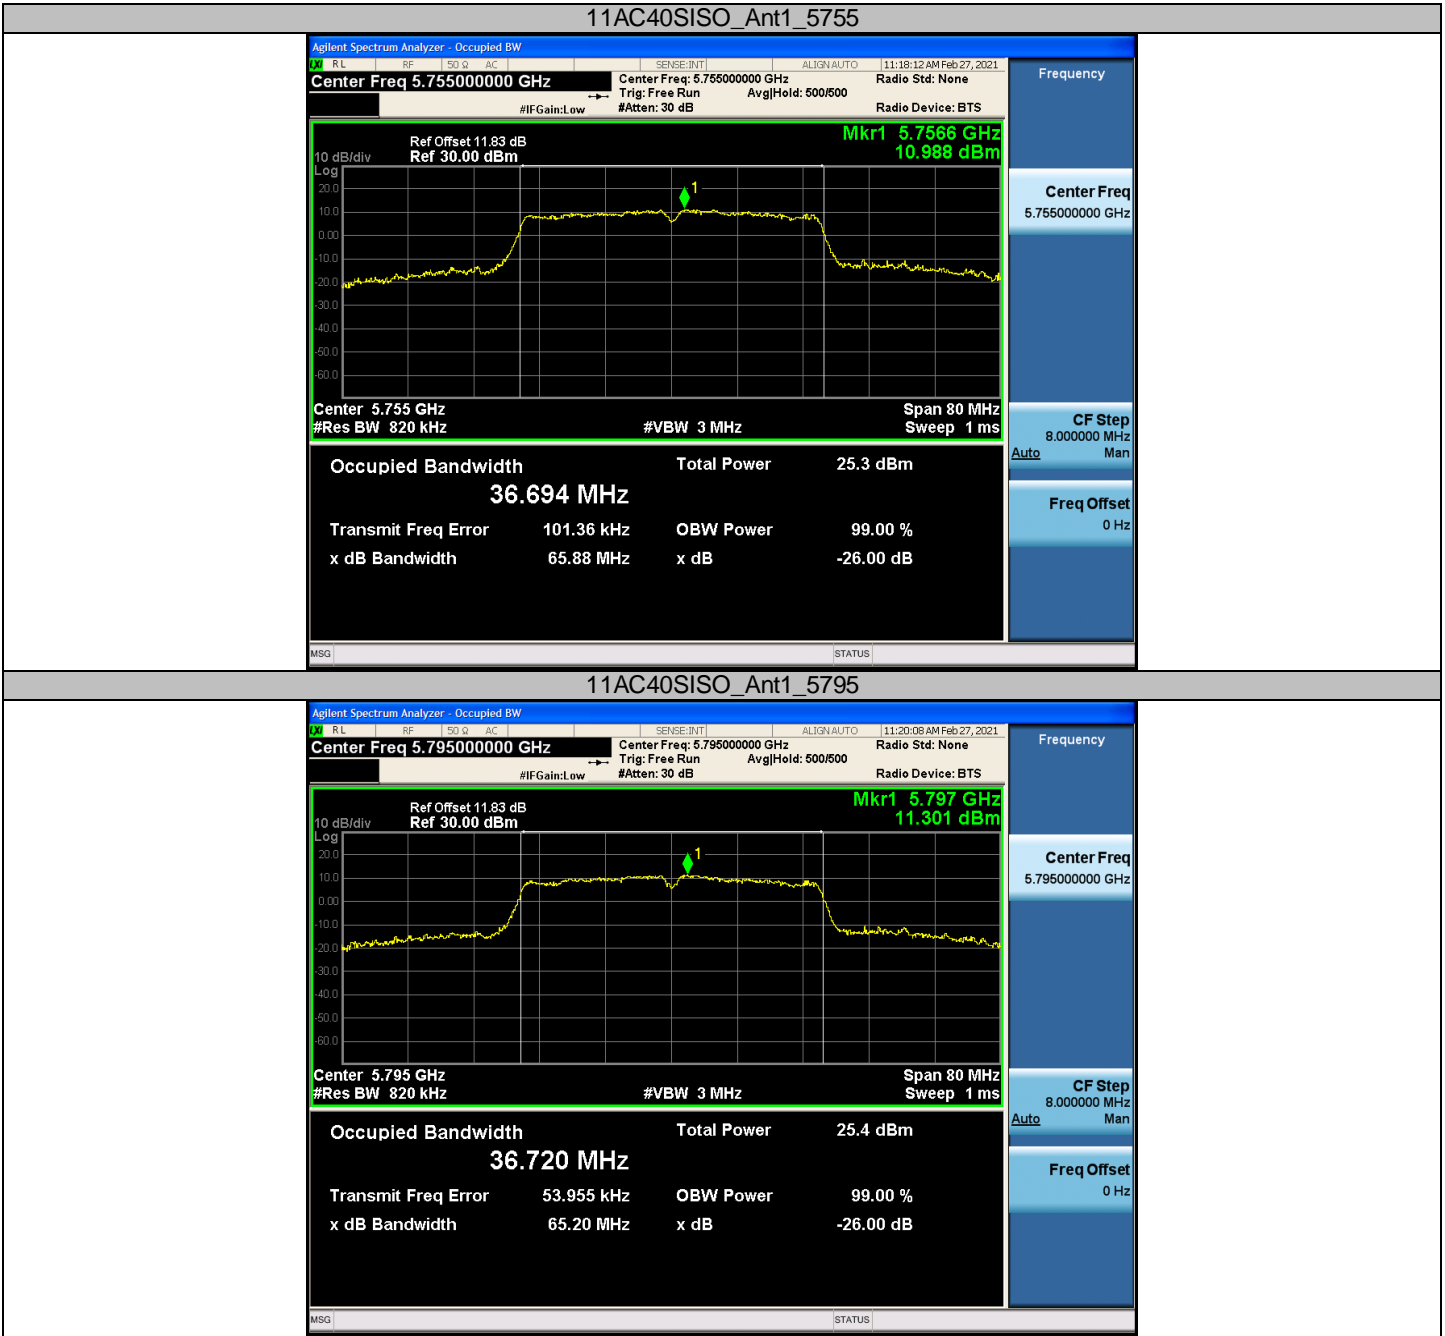 11AC40SISO_Ant1_5755
Agilent Spectrum Analyzer - Occupied BW
LXI RL RF 50 Ω AC SENSE:INT ALIGN AUTO 11:18:12 AM Feb 27, 2021
Center Freq 5.755000000 GHz
Center Freq: 5.755000000 GHz
Radio Std: None
Trig: Free Run Avg|Hold: 500/500
#IFGain:Low #Atten: 30 dB Radio Device: BTS
Frequency
Mkr1 5.7566 GHz
10.988 dBm
Ref Offset 11.83 dB
10 dB/div Ref 30.00 dBm
Log
20.0
10.0
0.00
-10.0
-20.0
-30.0
-40.0
-50.0
-60.0
1
Center 5.755 GHz Span 80 MHz
#Res BW 820 kHz #VBW 3 MHz Sweep 1 ms
Occupied Bandwidth Total Power 25.3 dBm
36.694 MHz
Transmit Freq Error 101.36 kHz OBW Power 99.00 %
x dB Bandwidth 65.88 MHz x dB -26.00 dB
Center Freq
5.755000000 GHz
CF Step
8.000000 MHz
Auto Man
Freq Offset
0 Hz
MSG STATUS
11AC40SISO_Ant1_5795
Agilent Spectrum Analyzer - Occupied BW
LXI RL RF 50 Ω AC SENSE:INT ALIGN AUTO 11:20:08 AM Feb 27, 2021
Center Freq 5.795000000 GHz
Center Freq: 5.795000000 GHz
Radio Std: None
Trig: Free Run Avg|Hold: 500/500
#IFGain:Low #Atten: 30 dB Radio Device: BTS
Frequency
Mkr1 5.797 GHz
11.301 dBm
Ref Offset 11.83 dB
10 dB/div Ref 30.00 dBm
Log
20.0
10.0
0.00
-10.0
-20.0
-30.0
-40.0
-50.0
-60.0
1
Center 5.795 GHz Span 80 MHz
#Res BW 820 kHz #VBW 3 MHz Sweep 1 ms
Occupied Bandwidth Total Power 25.4 dBm
36.720 MHz
Transmit Freq Error 53.955 kHz OBW Power 99.00 %
x dB Bandwidth 65.20 MHz x dB -26.00 dB
Center Freq
5.795000000 GHz
CF Step
8.000000 MHz
Auto Man
Freq Offset
0 Hz
MSG STATUS